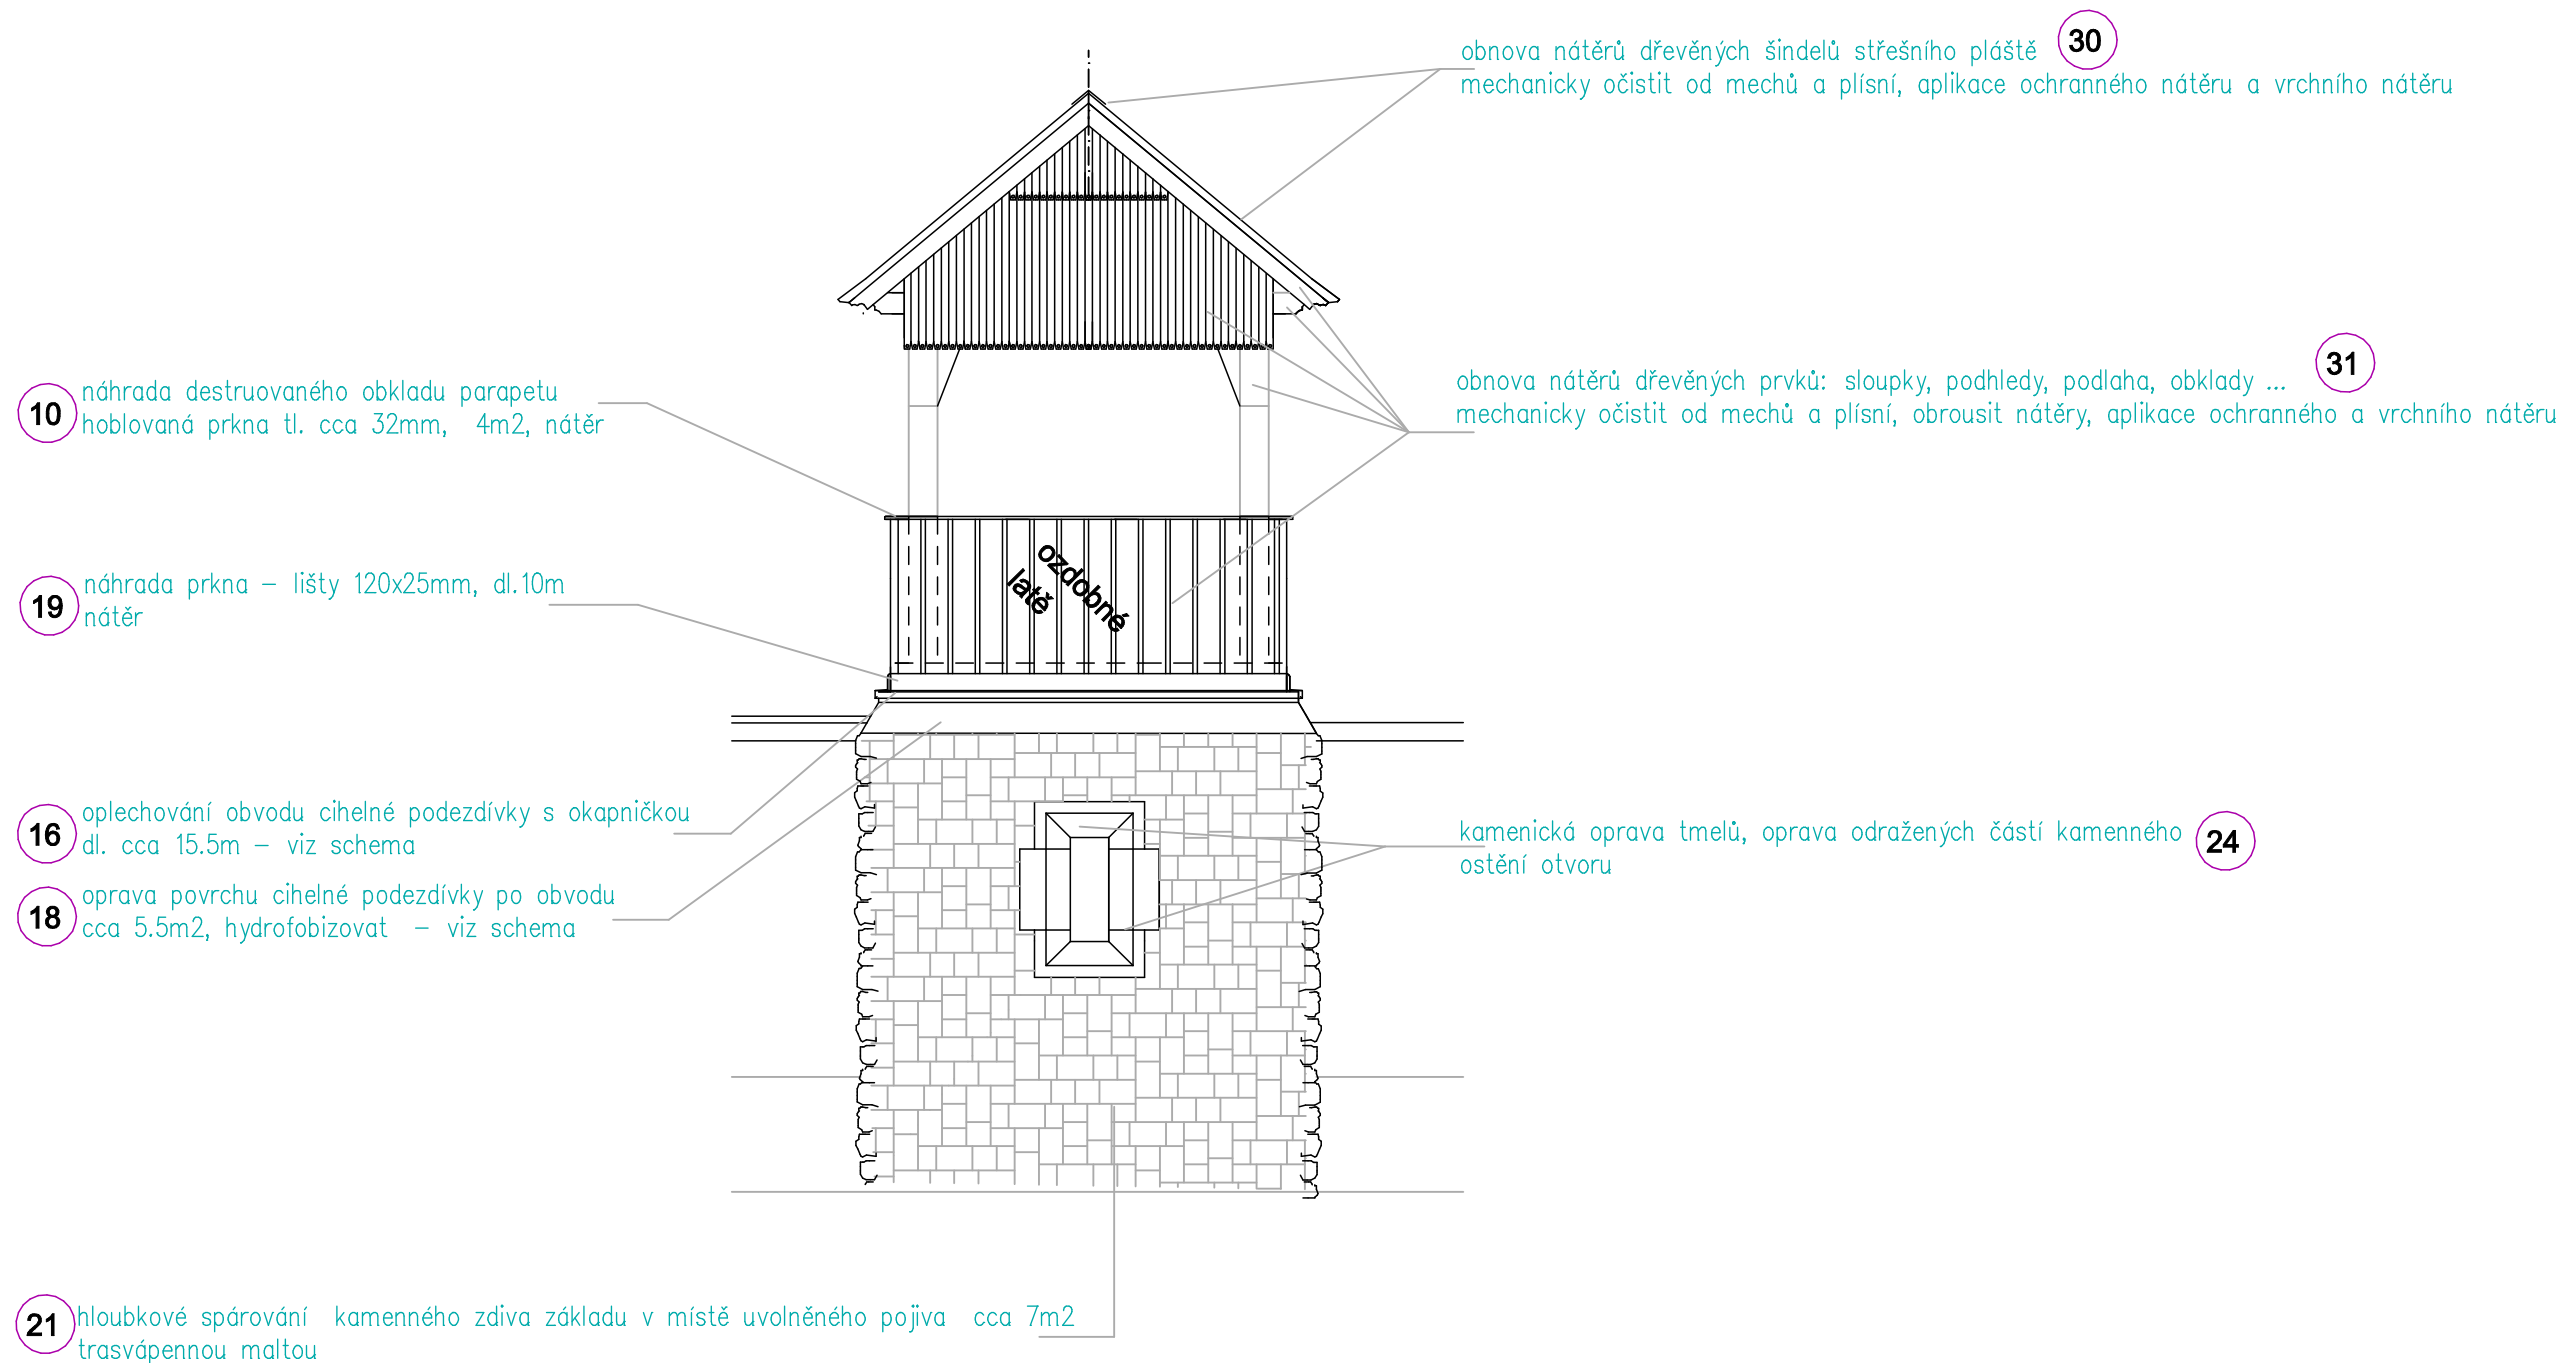 obnova nátěrů dřevěných šindelů střešního pláště 30
mechanicky očistit od mechů a plísní, aplikace ochranného nátěru a vrchního nátěru
obnova nátěrů dřevěných prvků: sloupky, podhledy, podlaha, obklady ... 31
mechanicky očistit od mechů a plísní, obrousit nátěry, aplikace ochranného a vrchního nátěru
10 náhrada destruovaného obkladu parapetu
hoblovaná prkna tl. cca 32mm, 4m2, nátěr
ozdobné
latě
19 náhrada prkna – lišty 120x25mm, dl.10m
nátěr
16 oplechování obvodu cihelné podezdívky s okapničkou
dl. cca 15.5m – viz schema
18 oprava povrchu cihelné podezdívky po obvodu
cca 5.5m2, hydrofobizovat – viz schema
kamenická oprava tmelů, oprava odražených částí kamenného 24
ostění otvoru
21 hloubkové spárování kamenného zdiva základu v místě uvolněného pojiva cca 7m2
trasvápennou maltou